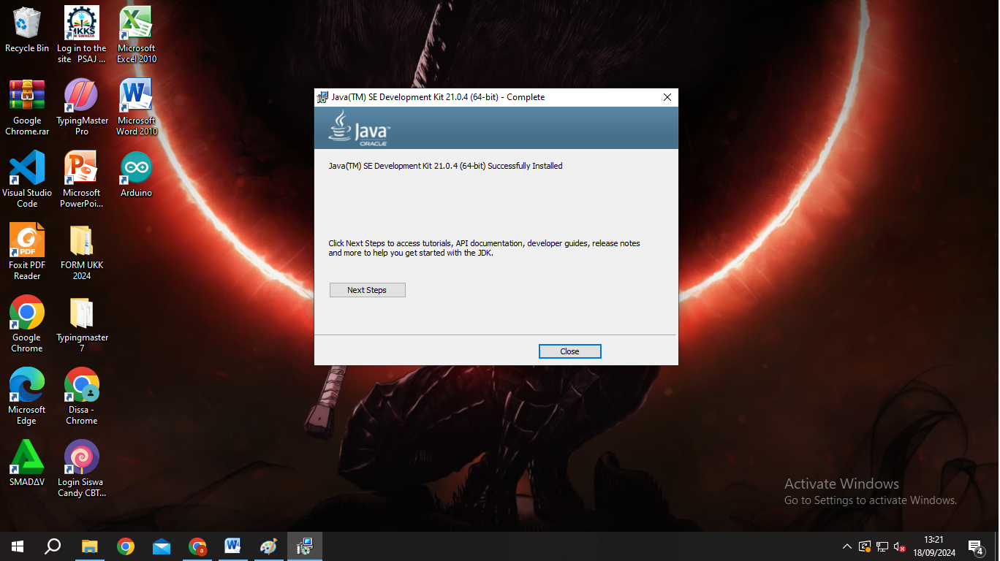 Recycle Bin
Log in to the
site PSAJ ...
Microsoft
Excel 2010
Google
Chrome.rar
TypingMaster
Pro
Microsoft
Word 2010
Visual Studio
Code
Microsoft
PowerPoi...
Arduino
Foxit PDF
Reader
FORM UKK
2024
Google
Chrome
Typingmaster
7
Microsoft
Edge
Dissa -
Chrome
SMADΔV
Login Siswa
Candy CBT...
MKKS
K SWASTA
PDF
Java(TM) SE Development Kit 21.0.4 (64-bit) - Complete
Java™
ORACLE
Java(TM) SE Development Kit 21.0.4 (64-bit) Successfully Installed
Click Next Steps to access tutorials, API documentation, developer guides, release notes
and more to help you get started with the JDK.
Next Steps
Close
Activate Windows
Go to Settings to activate Windows.
a
13:21
18/09/2024
4